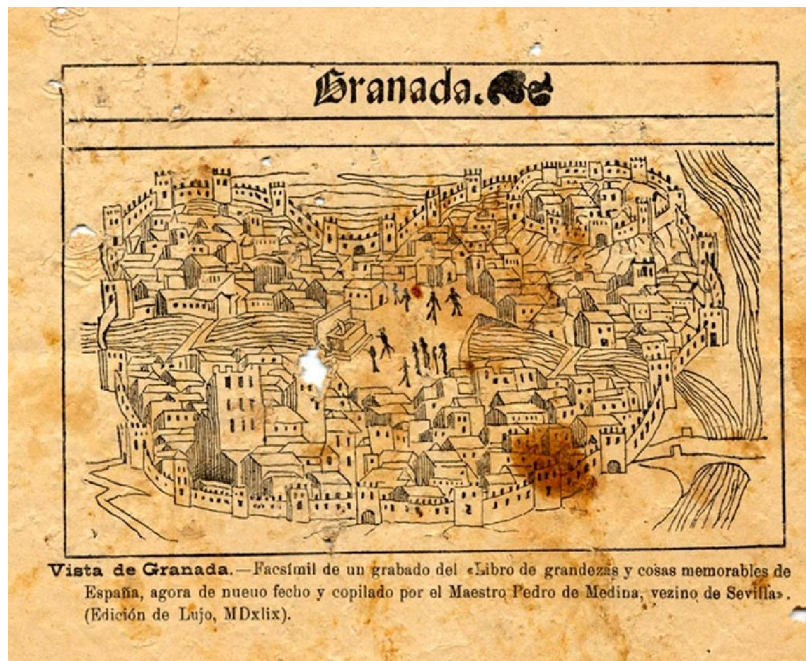 Granada.
Vista de Granada.—Facsímil de un grabado del «Libro de grandezas y cosas memorables de
España, agora de nueuo fecho y copilado por el Maestro Pedro de Medina, vezino de Sevilla».
(Edición de Lujo, MDxlix).